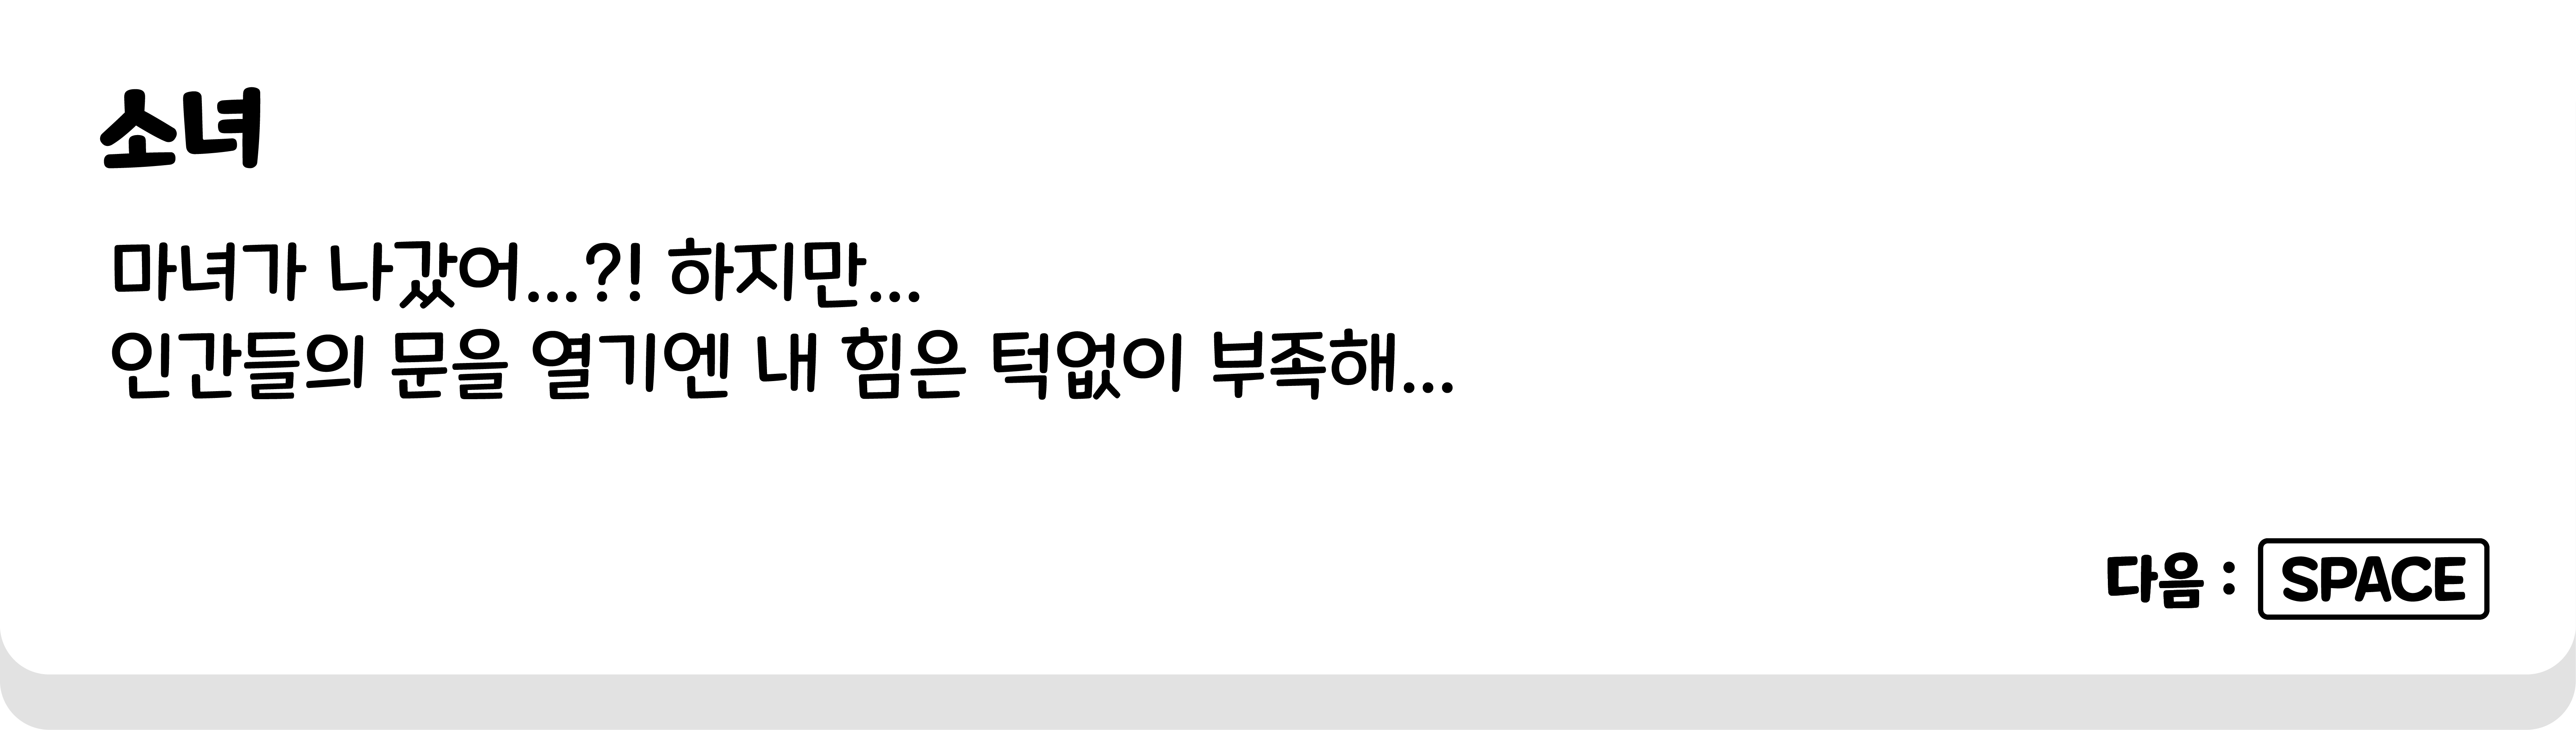 소녀
마녀가 나갔어...?! 하지만...
인간들의 문을 열기엔 내 힘은 턱없이 부족해...
다음 : SPACE